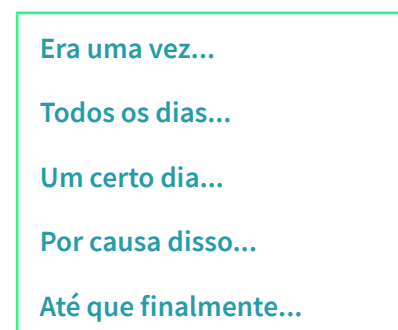 Era uma vez...
Todos os dias...
Um certo dia...
Por causa disso...
Até que finalmente...